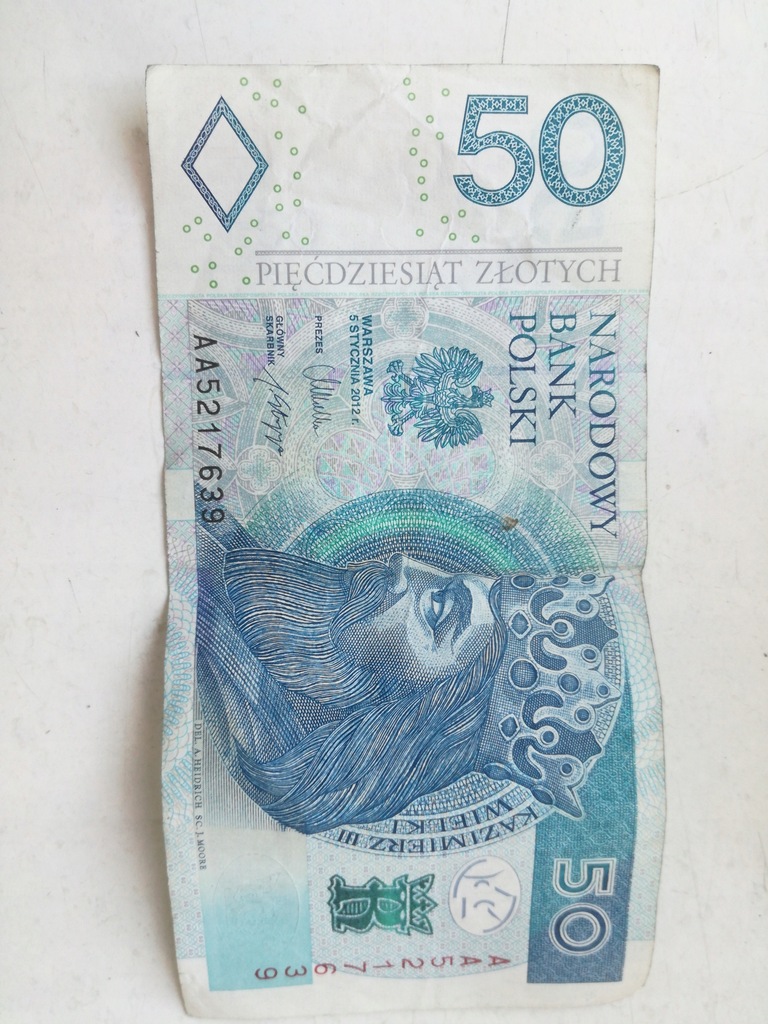 50
PIĘĆDZIESIĄT ZŁOTYCH
NARODOWY
BANK
POLSKI
WARSZAWA
5 STYCZNIA 2012 r.
PREZES
GŁÓWNY
SKARBNIK
AA5217639
KAZIMIERZ III
WIELKI
50
AA5217639
DEL. A.HEIDRICH SC. J.MOORE